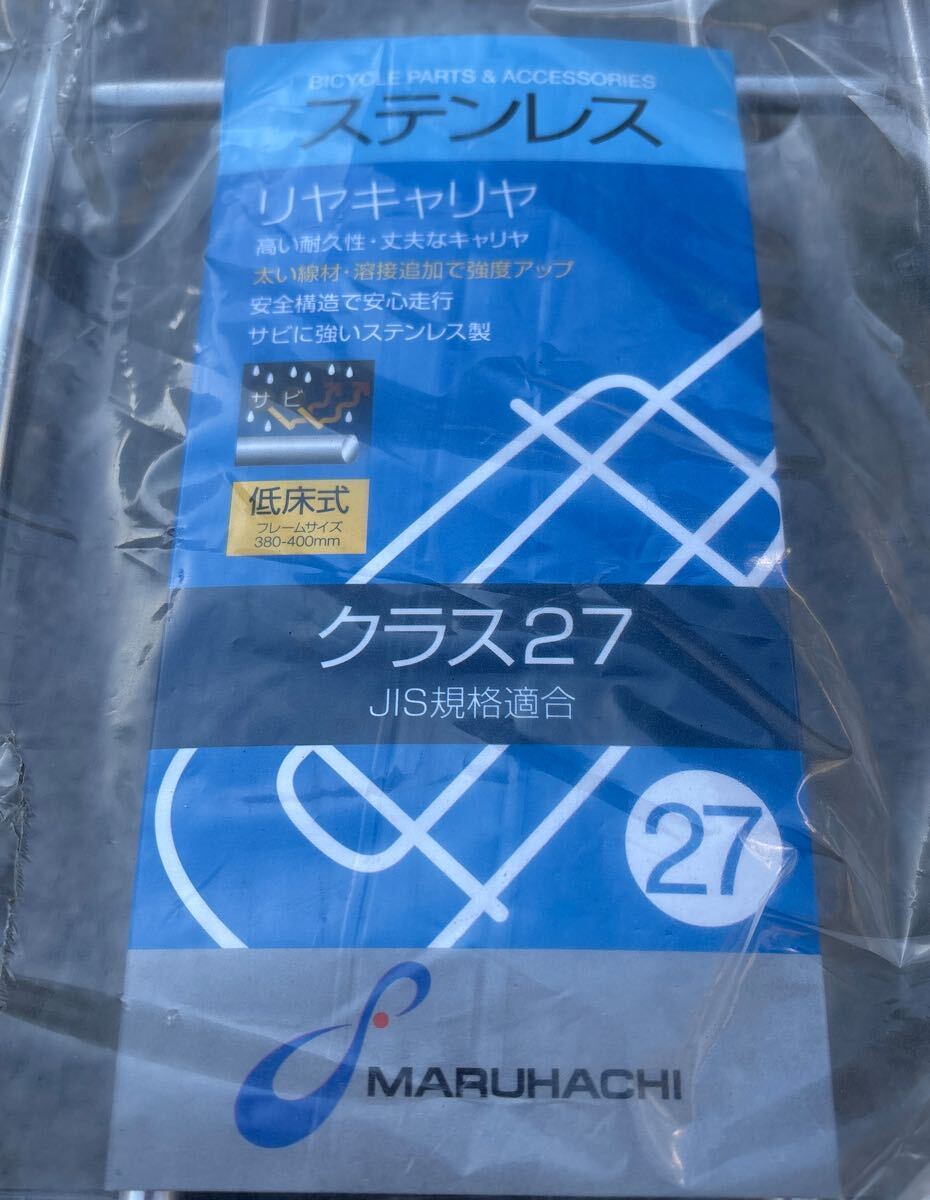 BICYCLE PARTS & ACCESSORIES
ステンレス
リヤキャリヤ
高い耐久性・丈夫なキャリヤ
太い線材・溶接追加で強度アップ
安全構造で安心走行
サビに強いステンレス製
サビ
低床式
フレームサイズ
380-400mm
クラス27
JIS規格適合
27
MARUHACHI